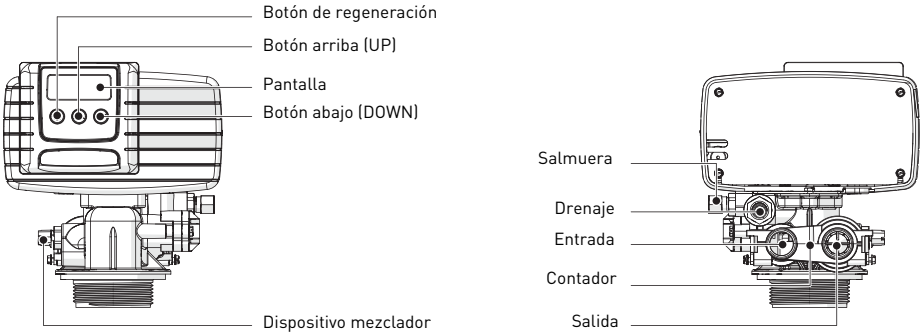 Botón de regeneración
Botón arriba (UP)
Pantalla
Botón abajo (DOWN)
Dispositivo mezclador
Salmuera
Drenaje
Entrada
Contador
Salida